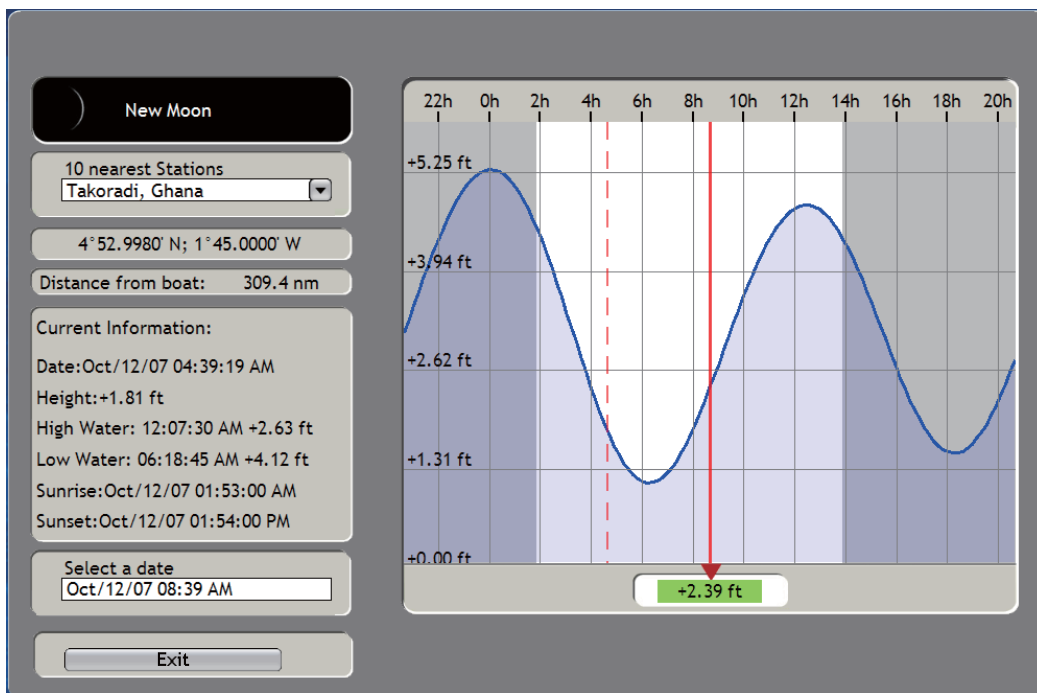 New Moon
10 nearest Stations
Takoradi, Ghana
4°52.9980' N; 1°45.0000' W
Distance from boat: 309.4 nm
Current Information:
Date:Oct/12/07 04:39:19 AM
Height:+1.81 ft
High Water: 12:07:30 AM +2.63 ft
Low Water: 06:18:45 AM +4.12 ft
Sunrise:Oct/12/07 01:53:00 AM
Sunset:Oct/12/07 01:54:00 PM
Select a date
Oct/12/07 08:39 AM
Exit
22h 0h 2h 4h 6h 8h 10h 12h 14h 16h 18h 20h
+5.25 ft
+3.94 ft
+2.62 ft
+1.31 ft
+0.00 ft
+2.39 ft